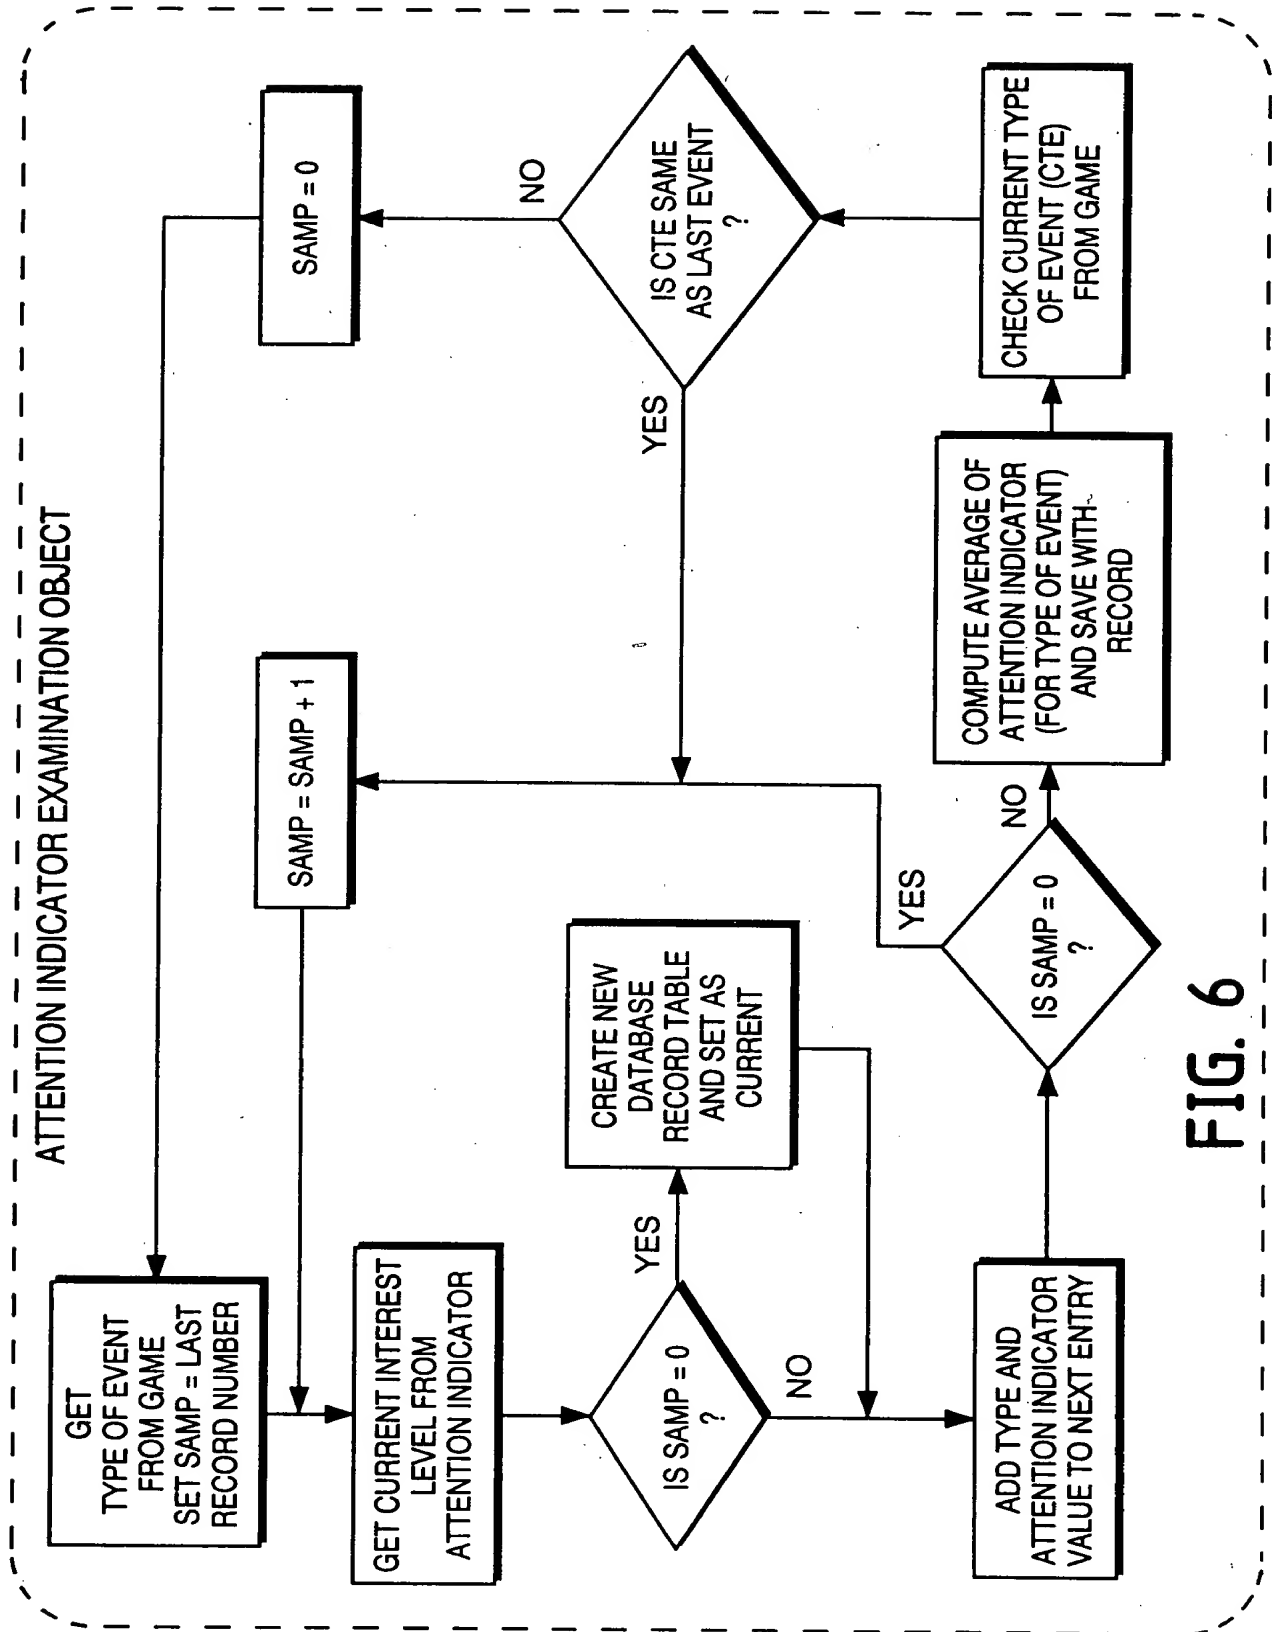 ATTENTION INDICATOR EXAMINATION OBJECT
GET
TYPE OF EVENT
FROM GAME
SET SAMP = LAST
RECORD NUMBER
SAMP = SAMP + 1
SAMP = 0
GET CURRENT INTEREST
LEVEL FROM
ATTENTION INDICATOR
IS SAMP = 0
?
YES
NO
CREATE NEW
DATABASE
RECORD TABLE
AND SET AS
CURRENT
ADD TYPE AND
ATTENTION INDICATOR
VALUE TO NEXT ENTRY
IS SAMP = 0
?
YES
NO
COMPUTE AVERAGE OF
ATTENTION INDICATOR
(FOR TYPE OF EVENT)
AND SAVE WITH
RECORD
CHECK CURRENT TYPE
OF EVENT (CTE)
FROM GAME
IS CTE SAME
AS LAST EVENT
?
YES
NO
FIG. 6